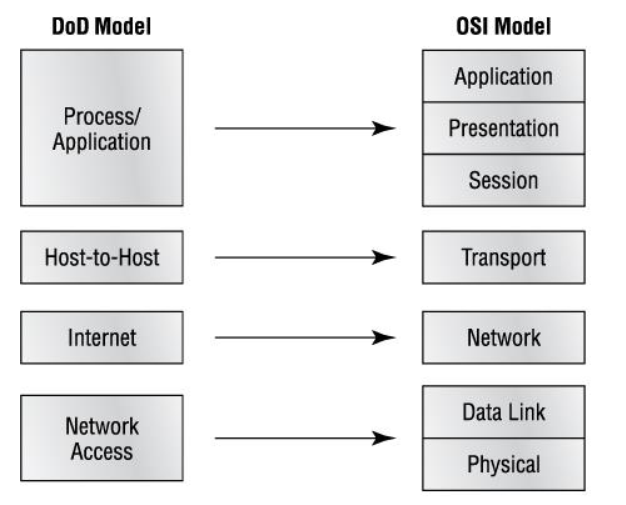 DoD Model
OSI Model
Process/
Application
Application
Presentation
Session
Host-to-Host
Transport
Internet
Network
Network
Access
Data Link
Physical